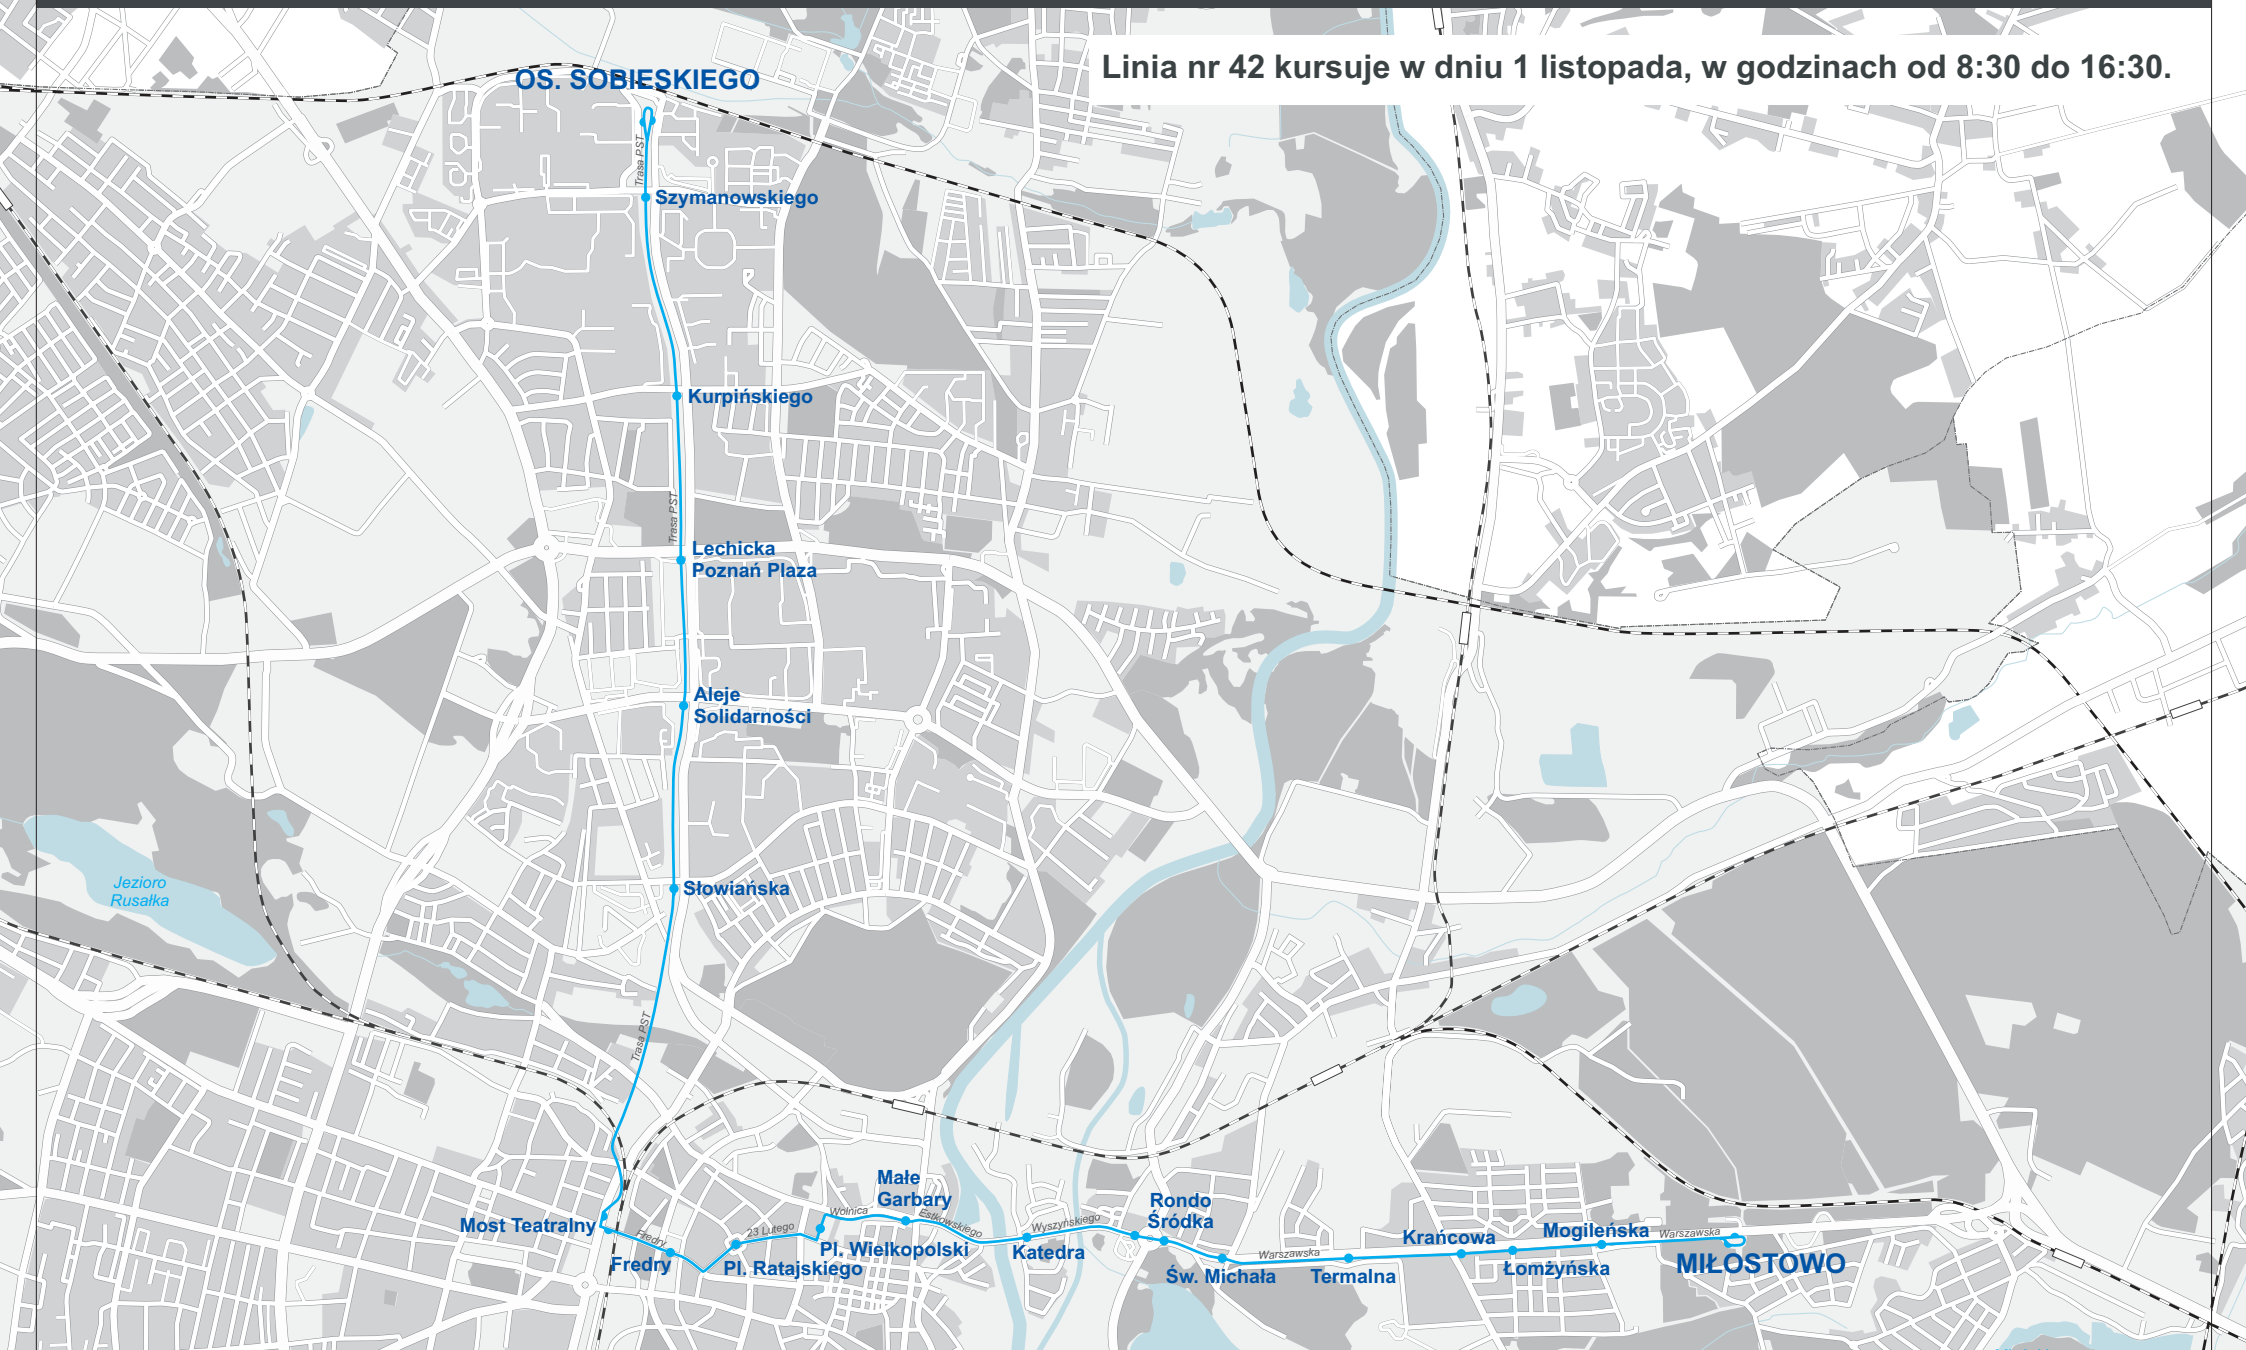 Linia nr 42 kursuje w dniu 1 listopada, w godzinach od 8:30 do 16:30.
OS. SOBIESKIEGO
Trasa PST
Szymanowskiego
Kurpińskiego
Trasa PST
Lechicka
Poznań Plaza
Aleje
Solidarności
Słowiańska
Jezioro
Rusałka
Trasa PST
Most Teatralny
Fredry
Fredry
23 Lutego
Pl. Ratajskiego
Wolnica
Pl. Wielkopolski
Małe
Garbary
Estkowskiego
Wyszyńskiego
Katedra
Rondo
Śródka
Św. Michała
Warszawska
Termalna
Krańcowa
Łomżyńska
Mogileńska
Warszawska
MIŁOSTOWO